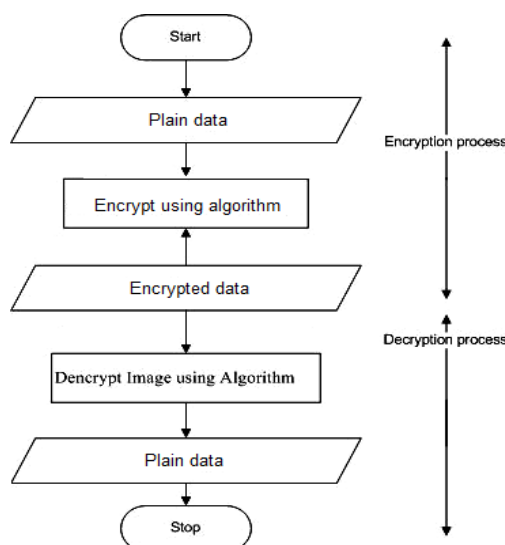 Start
Plain data
Encryption process
Encrypt using algorithm
Encrypted data
Decryption process
Dencrypt Image using Algorithm
Plain data
Stop